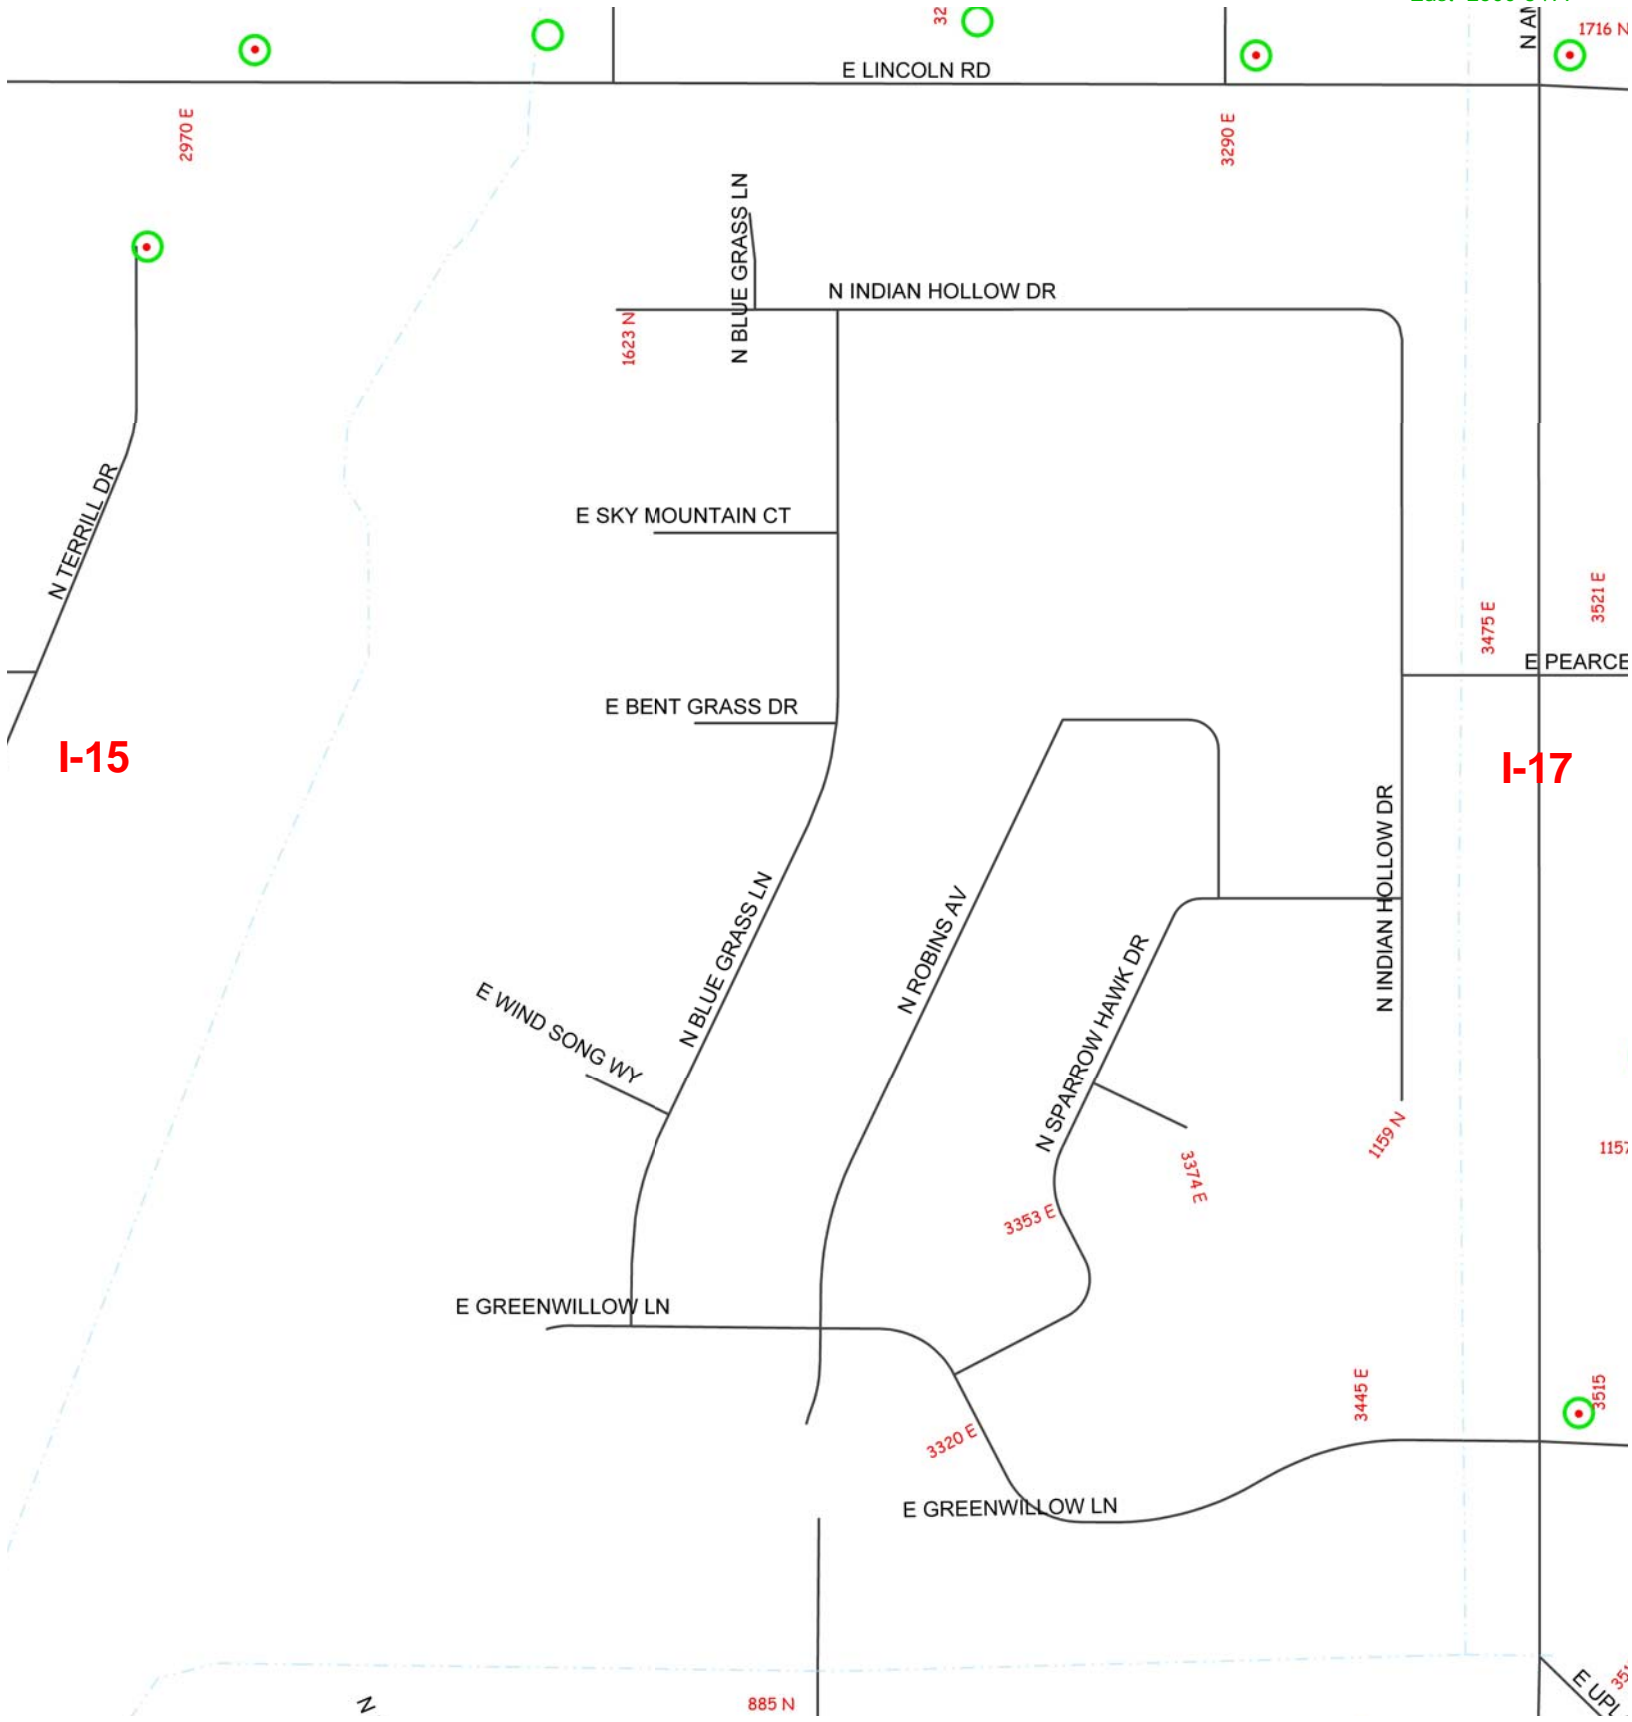 1716 N
E LINCOLN RD
2970 E
3290 E
N BLUE GRASS LN
N INDIAN HOLLOW DR
1623 N
N TERRILL DR
E SKY MOUNTAIN CT
3475 E
3521 E
E PEARCE
E BENT GRASS DR
I-15
I-17
N INDIAN HOLLOW DR
N BLUE GRASS LN
N ROBINS AV
N SPARROW HAWK DR
E WIND SONG WY
1159 N
1157
3374 E
3353 E
E GREENWILLOW LN
3445 E
3515
3320 E
E GREENWILLOW LN
885 N
N
E UPL